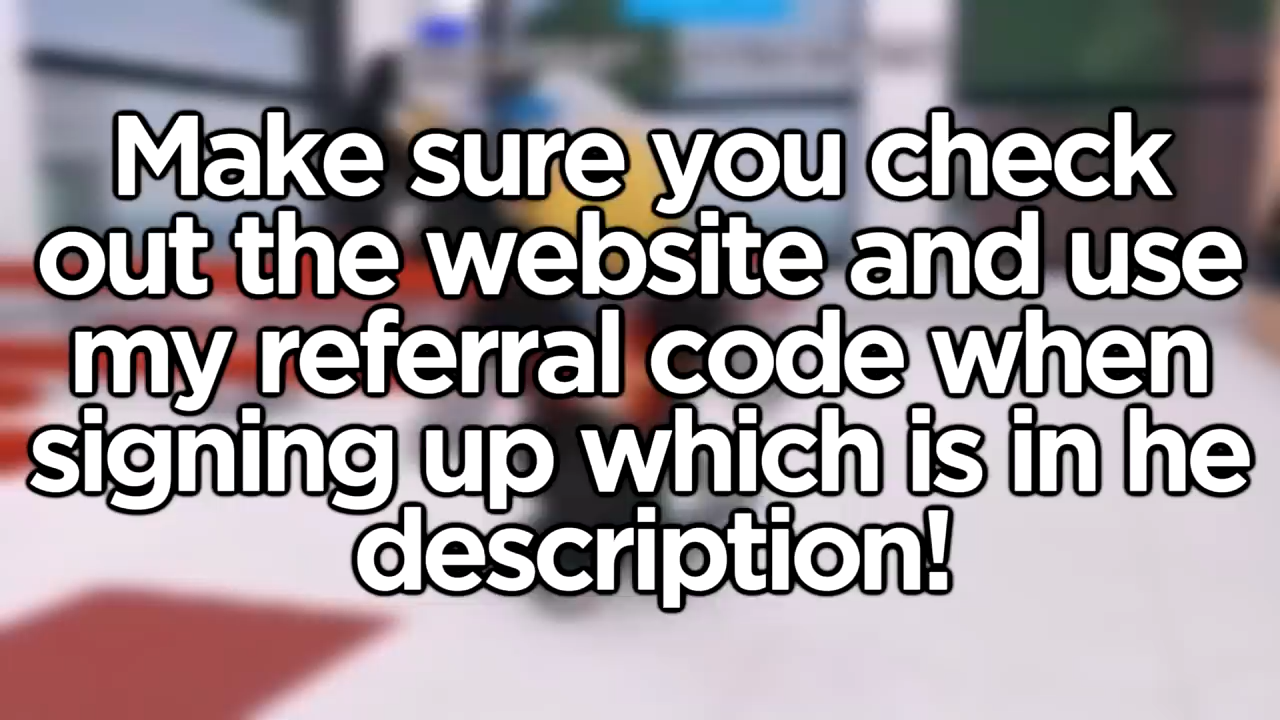 Make sure you check
out the website and use
my referral code when
signing up which is in he
description!